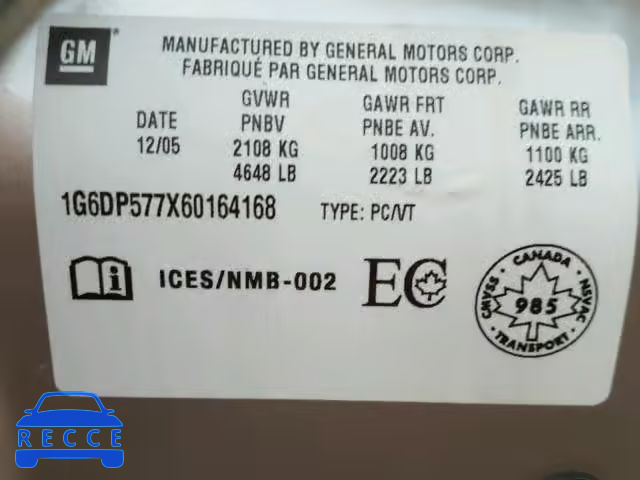 GM
MANUFACTURED BY GENERAL MOTORS CORP.
FABRIQUÉ PAR GENERAL MOTORS CORP.
GVWR GAWR FRT GAWR RR
DATE PNBV PNBE AV. PNBE ARR.
12/05 2108 KG 1008 KG 1100 KG
4648 LB 2223 LB 2425 LB
1G6DP577X60164168 TYPE: PC/VT
i ICES/NMB-002 EC
CANADA
CMVSS 985 NSVAC
TRANSPORT
RECCE